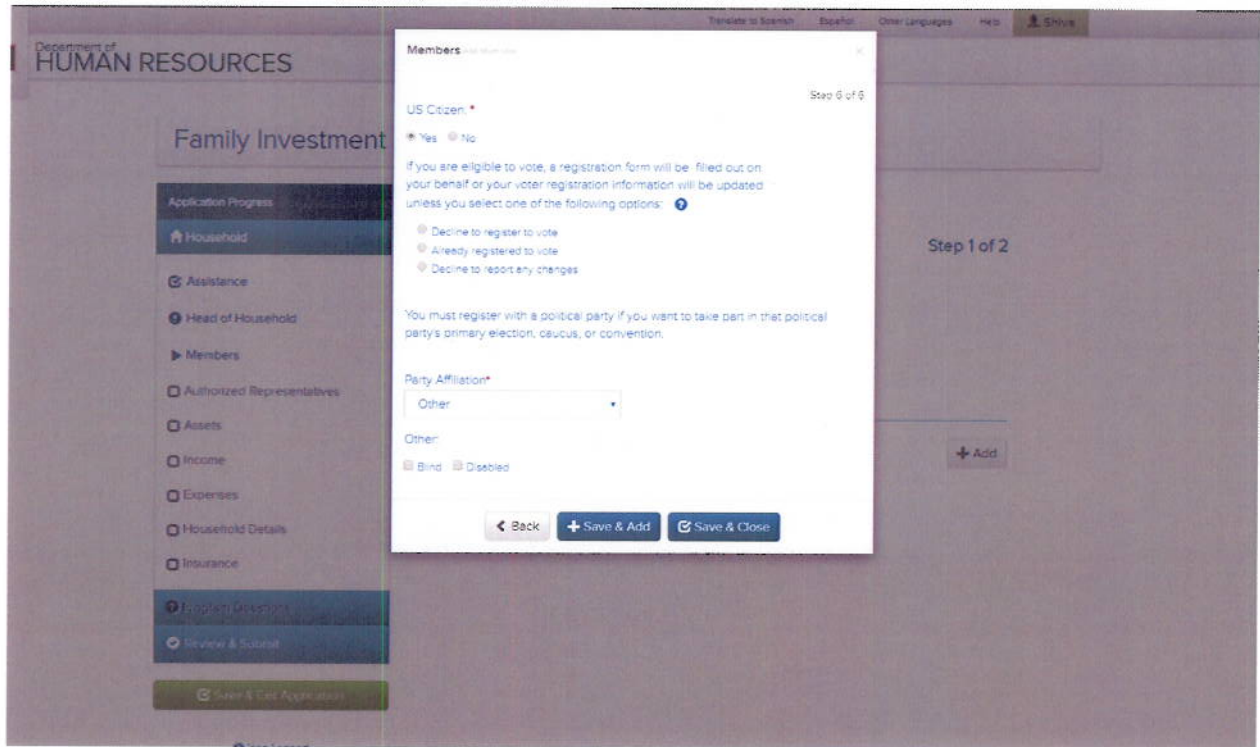 Translate to Spanish Español Other Languages Help Shiva
Department of
HUMAN RESOURCES
Family Investment
Application Progress
Household
Assistance
Head of Household
Members
Authorized Representatives
Assets
Income
Expenses
Household Details
Insurance
Review & Submit
Save & Exit Application
Step 1 of 2
Add
Members
Step 6 of 6
US Citizen: *
Yes No
If you are eligible to vote, a registration form will be filled out on
your behalf or your voter registration information will be updated
unless you select one of the following options:
Decline to register to vote
Already registered to vote
Decline to report any changes
You must register with a political party if you want to take part in that political
party's primary election, caucus, or convention.
Party Affiliation*
Other
Other:
Blind Disabled
Back Save & Add Save & Close